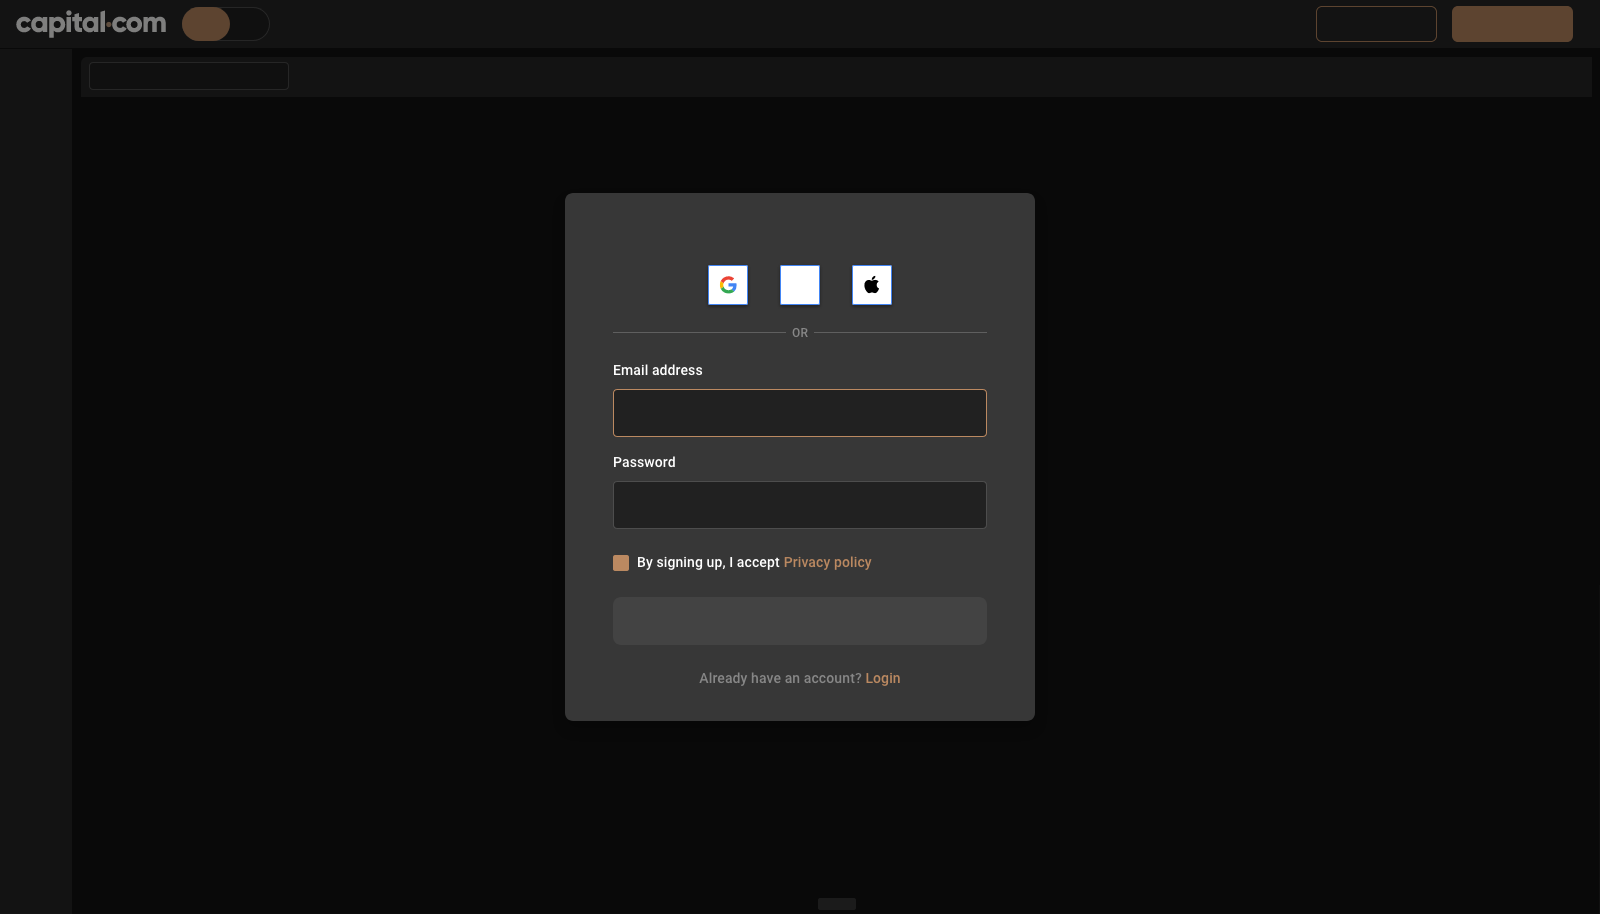 capital.com
OR
Email address
Password
By signing up, I accept Privacy policy
Already have an account? Login